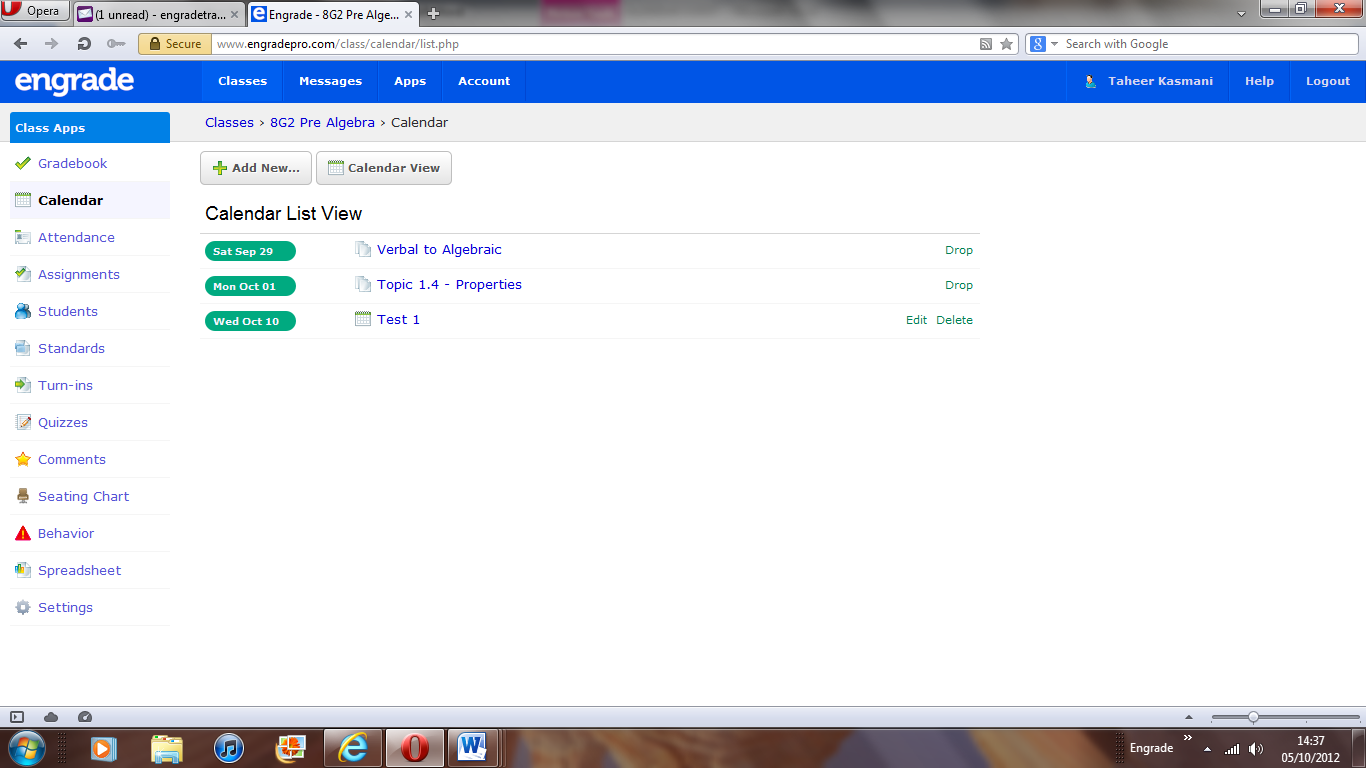 Opera
(1 unread) - engradetra...
Engrade - 8G2 Pre Alge...
Secure
www.engradepro.com/class/calendar/list.php
Search with Google
engrade
Classes
Messages
Apps
Account
Taheer Kasmani
Help
Logout
Class Apps
Classes › 8G2 Pre Algebra › Calendar
Gradebook
Calendar
Attendance
Assignments
Students
Standards
Turn-ins
Quizzes
Comments
Seating Chart
Behavior
Spreadsheet
Settings
Add New...
Calendar View
Calendar List View
Sat Sep 29 Verbal to Algebraic Drop
Mon Oct 01 Topic 1.4 - Properties Drop
Wed Oct 10 Test 1 Edit Delete
Engrade
14:37
05/10/2012